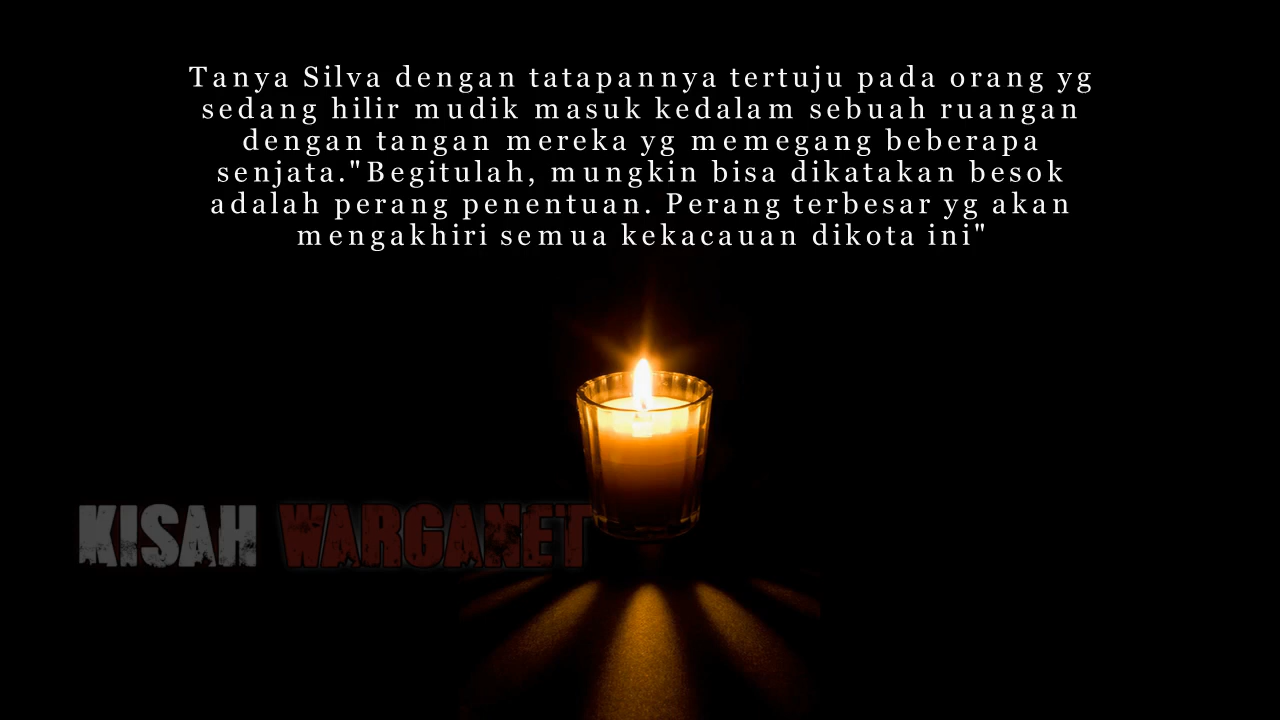 Tanya Silva dengan tatapannya tertuju pada orang yg
sedang hilir mudik masuk kedalam sebuah ruangan
dengan tangan mereka yg memegang beberapa
senjata."Begitulah, mungkin bisa dikatakan besok
adalah perang penentuan. Perang terbesar yg akan
mengakhiri semua kekacauan dikota ini"
KISAH WARGANET